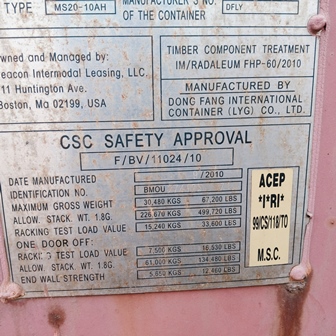 TYPE MS20-10AH MANUFACTURER'S NO. OF THE CONTAINER DFLY
wned and Managed by:
eacon Intermodal Leasing, LLC.
11 Huntington Ave.
oston, Ma 02199, USA
TIMBER COMPONENT TREATMENT
IM/RADALEUM FHP-60/2010
MANUFACTURED BY
DONG FANG INTERNATIONAL
CONTAINER (LYG) CO., LTD.
CSC SAFETY APPROVAL
F/BV/11024/10
DATE MANUFACTURED /2010
IDENTIFICATION NO. BMOU
MAXIMUM GROSS WEIGHT 30,480 KGS 67,200 LBS
ALLOW. STACK. WT. 1.8G. 226,670 KGS 499,720 LBS
RACKING TEST LOAD VALUE 15,240 KGS 33,600 LBS
ONE DOOR OFF:
RACKING TEST LOAD VALUE 7,500 KGS 16,530 LBS
ALLOW. STACK. WT. 1.8G. 61,000 KGS 134,480 LBS
END WALL STRENGTH KGS 12,460 LBS
ACEP
*I*RI*
99/CS/118/TO
M.S.C.